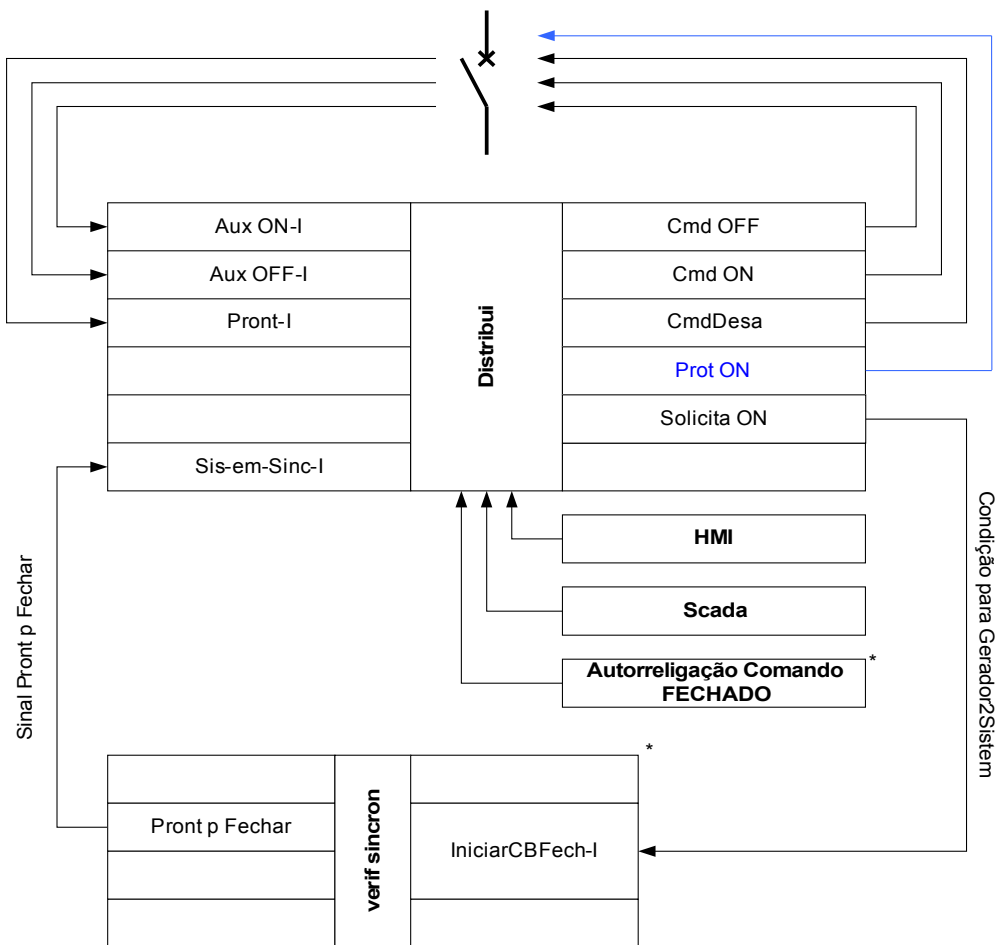 Aux ON-I
Cmd OFF
Aux OFF-I
Cmd ON
Pront-I
CmdDesa
Distribui
Prot ON
Solicita ON
Sis-em-Sinc-I
HMI
Scada
Autorreligação Comando
FECHADO
*
Sinal Pront p Fechar
Condição para Gerador2Sistem
*
Pront p Fechar
verif sincron
IniciarCBFech-I